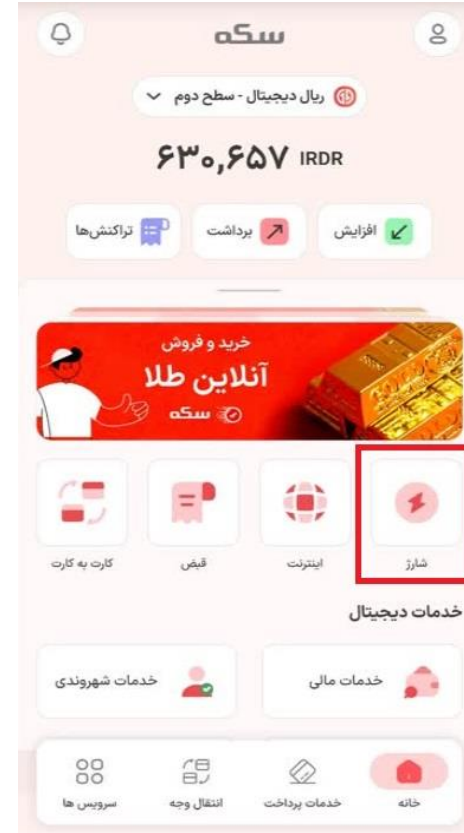 سکه
ریال دیجیتال - سطح دوم
۶۳۰,۶۵۷ IRDR
افزایش
برداشت
تراکنش‌ها
خرید و فروش
آنلاین طلا
سکه
شارژ
اینترنت
قبض
کارت به کارت
خدمات دیجیتال
خدمات مالی
خدمات شهروندی
خانه
خدمات پرداخت
انتقال وجه
سرویس ها